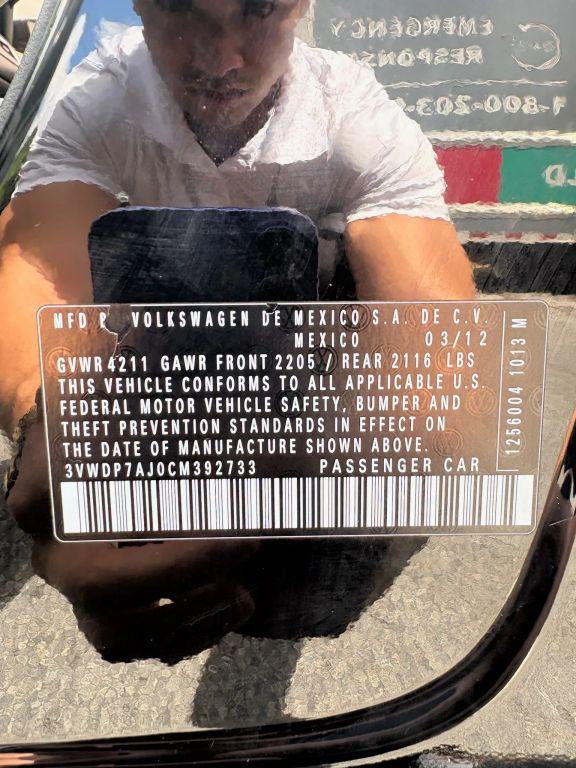 EMERGENCY
RESPONS
1-800-203-
LD
MFD B VOLKSWAGEN DE MEXICO S.A. DE C.V.
MEXICO 03/12
GVWR 4211 GAWR FRONT 2205 / REAR 2116 LBS
THIS VEHICLE CONFORMS TO ALL APPLICABLE U.S.
FEDERAL MOTOR VEHICLE SAFETY, BUMPER AND
THEFT PREVENTION STANDARDS IN EFFECT ON
THE DATE OF MANUFACTURE SHOWN ABOVE.
3VWDP7AJ0CM392733 PASSENGER CAR
1256004 1013 M